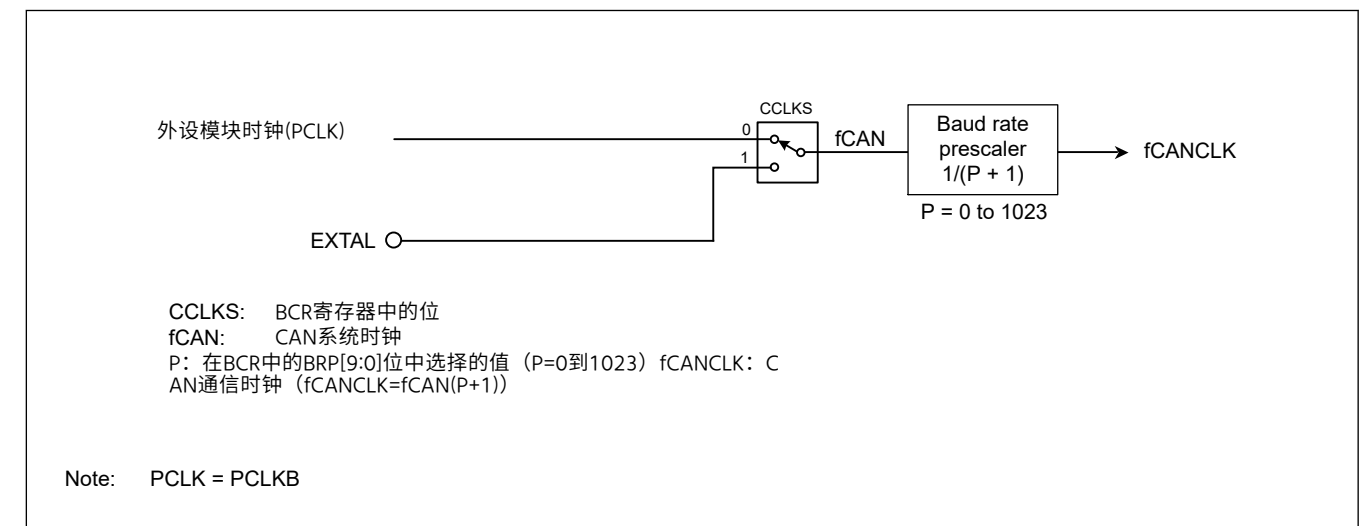 CCLKS
外设模块时钟(PCLK)
0
1
fCAN
Baud rate
prescaler
1/(P + 1)
fCANCLK
P = 0 to 1023
EXTAL
CCLKS: BCR寄存器中的位
fCAN: CAN系统时钟
P：在BCR中的BRP[9:0]位中选择的值（P=0到1023）fCANCLK：C
AN通信时钟（fCANCLK=fCAN(P+1)）
Note: PCLK = PCLKB